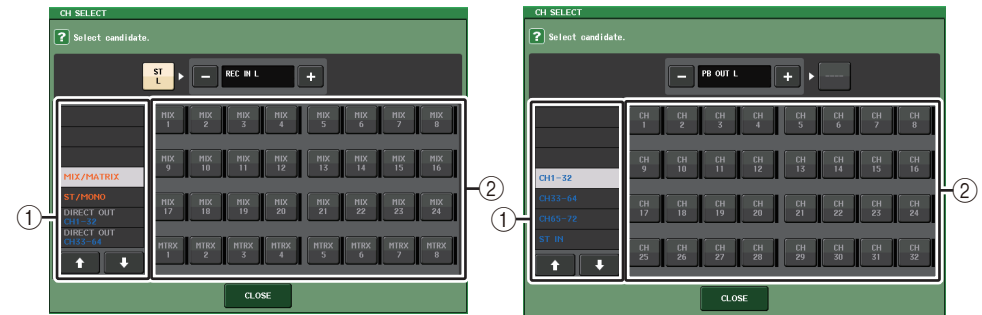 CH SELECT
? Select candidate.
ST L REC IN L
MIX 1 MIX 2 MIX 3 MIX 4 MIX 5 MIX 6 MIX 7 MIX 8
MIX 9 MIX 10 MIX 11 MIX 12 MIX 13 MIX 14 MIX 15 MIX 16
MIX/MATRIX
ST/MONO
MIX 17 MIX 18 MIX 19 MIX 20 MIX 21 MIX 22 MIX 23 MIX 24
DIRECT OUT
CH1-32
DIRECT OUT
CH33-64
MTRX 1 MTRX 2 MTRX 3 MTRX 4 MTRX 5 MTRX 6 MTRX 7 MTRX 8
1
2
CLOSE
CH SELECT
? Select candidate.
PB OUT L
CH 1 CH 2 CH 3 CH 4 CH 5 CH 6 CH 7 CH 8
CH 9 CH 10 CH 11 CH 12 CH 13 CH 14 CH 15 CH 16
CH1-32
CH33-64
CH 17 CH 18 CH 19 CH 20 CH 21 CH 22 CH 23 CH 24
CH65-72
ST IN
CH 25 CH 26 CH 27 CH 28 CH 29 CH 30 CH 31 CH 32
1
2
CLOSE